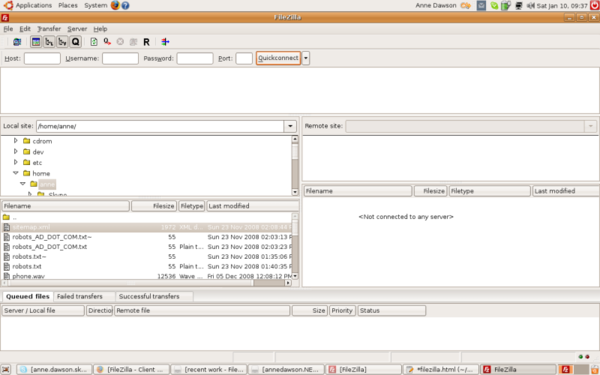 Applications Places System Anne Dawson Sat Jan 10, 09:37
FileZilla
File Edit Transfer Server Help
Host: Username: Password: Port: Quickconnect
Local site: /home/anne/ Remote site:
cdrom
dev
etc
home
anne
Skype
Filename Filesize Filetype Last modified Filename Filesize Filetype Last modified
..
<Not connected to any server>
robots_AD_DOT_COM.txt~ 55 Sun 23 Nov 2008 02:03:13 P
robots_AD_DOT_COM.txt 55 Plain t... Sun 23 Nov 2008 02:03:23 P
robots.txt~ 55 Sun 23 Nov 2008 01:35:06 P
robots.txt 55 Plain t... Sun 23 Nov 2008 01:40:35 P
phone.wav 12536 Wave ... Fri 05 Dec 2008 12:08:12 P
Queued files Failed transfers Successful transfers
Server / Local file Directio Remote file Size Priority Status
[anne.dawson.sk... [FileZilla - Client ... [recent work - File... [annedawson.NE... [FileZilla] *filezilla.html (~/... FileZilla